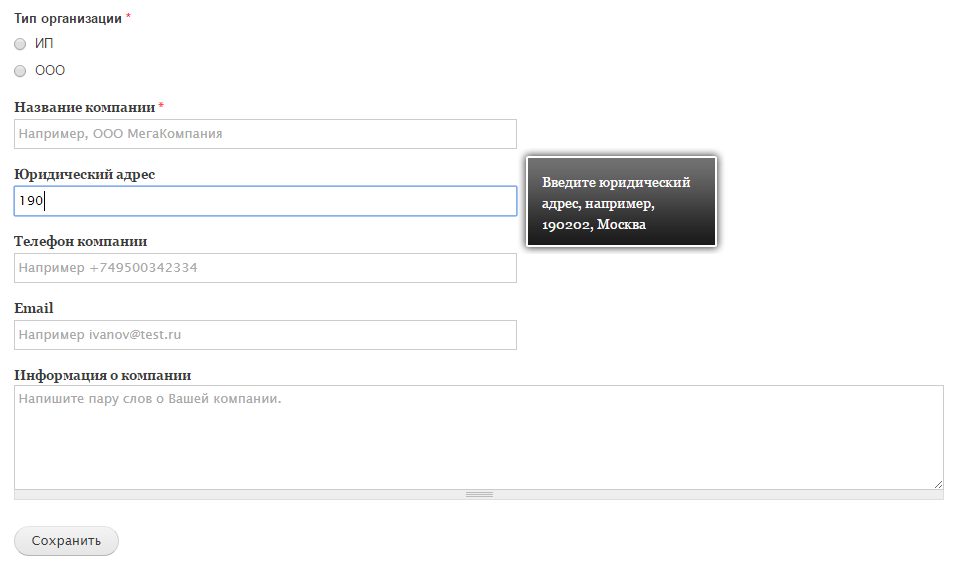 Тип организации *
ИП
ООО
Название компании *
Например, ООО МегаКомпания
Юридический адрес
190
Введите юридический
адрес, например,
190202, Москва
Телефон компании
Например +749500342334
Email
Например ivanov@test.ru
Информация о компании
Напишите пару слов о Вашей компании.
Сохранить